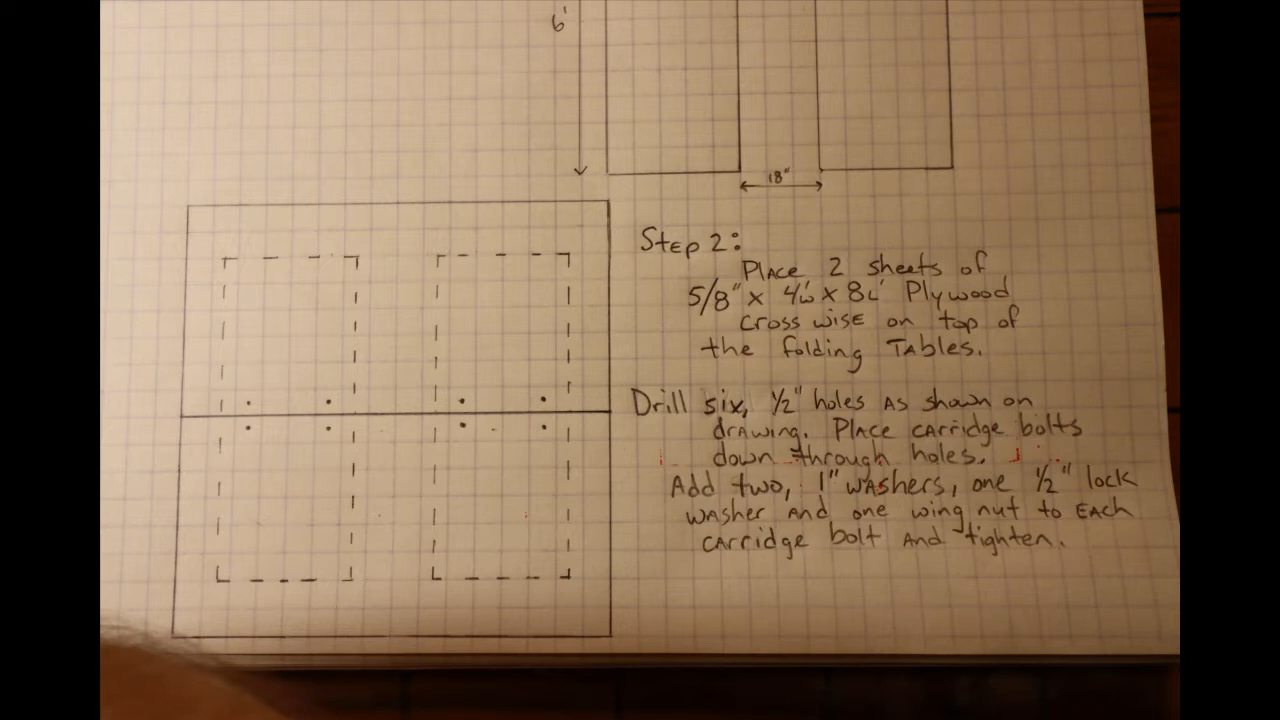 6'
18"
Step 2:
Place 2 sheets of
5/8" x 4'w x 8'L Plywood
cross wise on top of
the folding Tables.
Drill six, 1/2" holes as shown on
drawing. Place carridge bolts
down through holes.
Add two, 1" washers, one 1/2" lock
washer and one wing nut to each
carridge bolt and tighten.